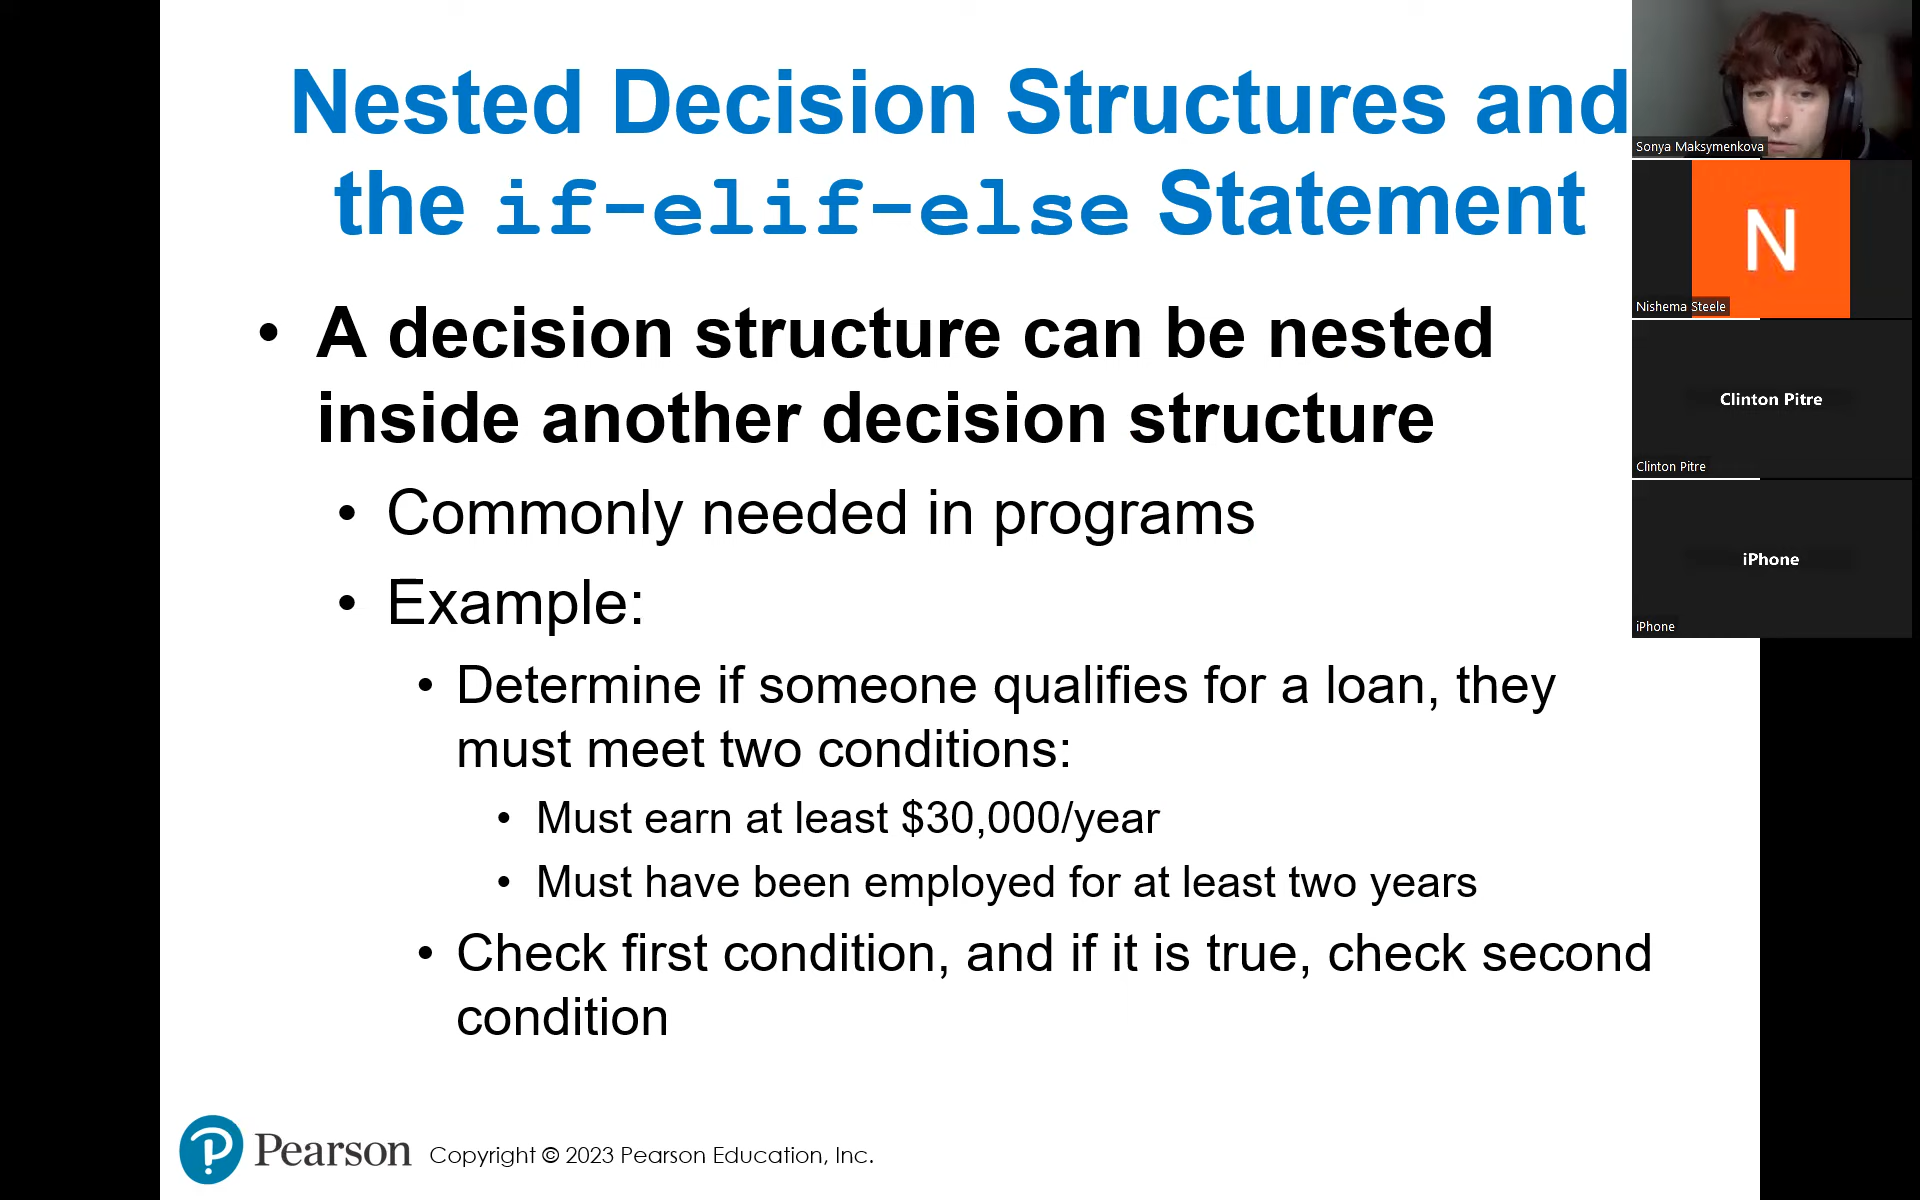 Nested Decision Structures and
the if-elif-else Statement
• A decision structure can be nested
inside another decision structure
• Commonly needed in programs
• Example:
• Determine if someone qualifies for a loan, they
must meet two conditions:
• Must earn at least $30,000/year
• Must have been employed for at least two years
• Check first condition, and if it is true, check second
condition
P Pearson Copyright © 2023 Pearson Education, Inc.
Sonya Maksymenkova
N
Nishema Steele
Clinton Pitre
Clinton Pitre
iPhone
iPhone